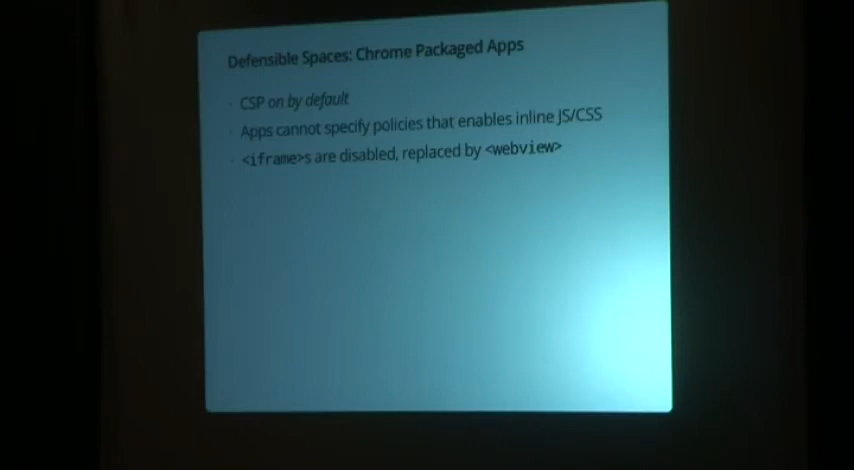 Defensible Spaces: Chrome Packaged Apps
· CSP on by default
· Apps cannot specify policies that enables inline JS/CSS
· <iframe>s are disabled, replaced by <webview>